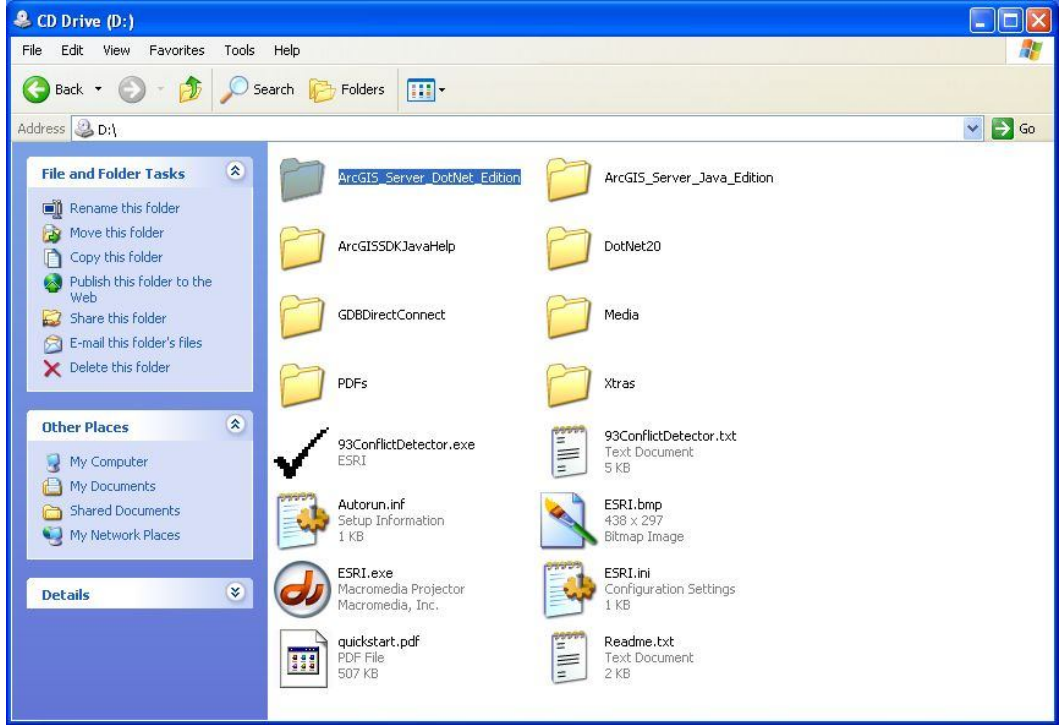 CD Drive (D:)
File Edit View Favorites Tools Help
Back Search Folders
Address D:\ Go
File and Folder Tasks
Rename this folder
Move this folder
Copy this folder
Publish this folder to the
Web
Share this folder
E-mail this folder's files
Delete this folder
Other Places
My Computer
My Documents
Shared Documents
My Network Places
Details
ArcGIS_Server_DotNet_Edition
ArcGIS_Server_Java_Edition
ArcGISSDKJavaHelp
DotNet20
GDBDirectConnect
Media
PDFs
Xtras
93ConflictDetector.exe
ESRI
93ConflictDetector.txt
Text Document
5 KB
Autorun.inf
Setup Information
1 KB
ESRI.bmp
438 x 297
Bitmap Image
ESRI.exe
Macromedia Projector
Macromedia, Inc.
ESRI.ini
Configuration Settings
1 KB
quickstart.pdf
PDF File
507 KB
Readme.txt
Text Document
2 KB